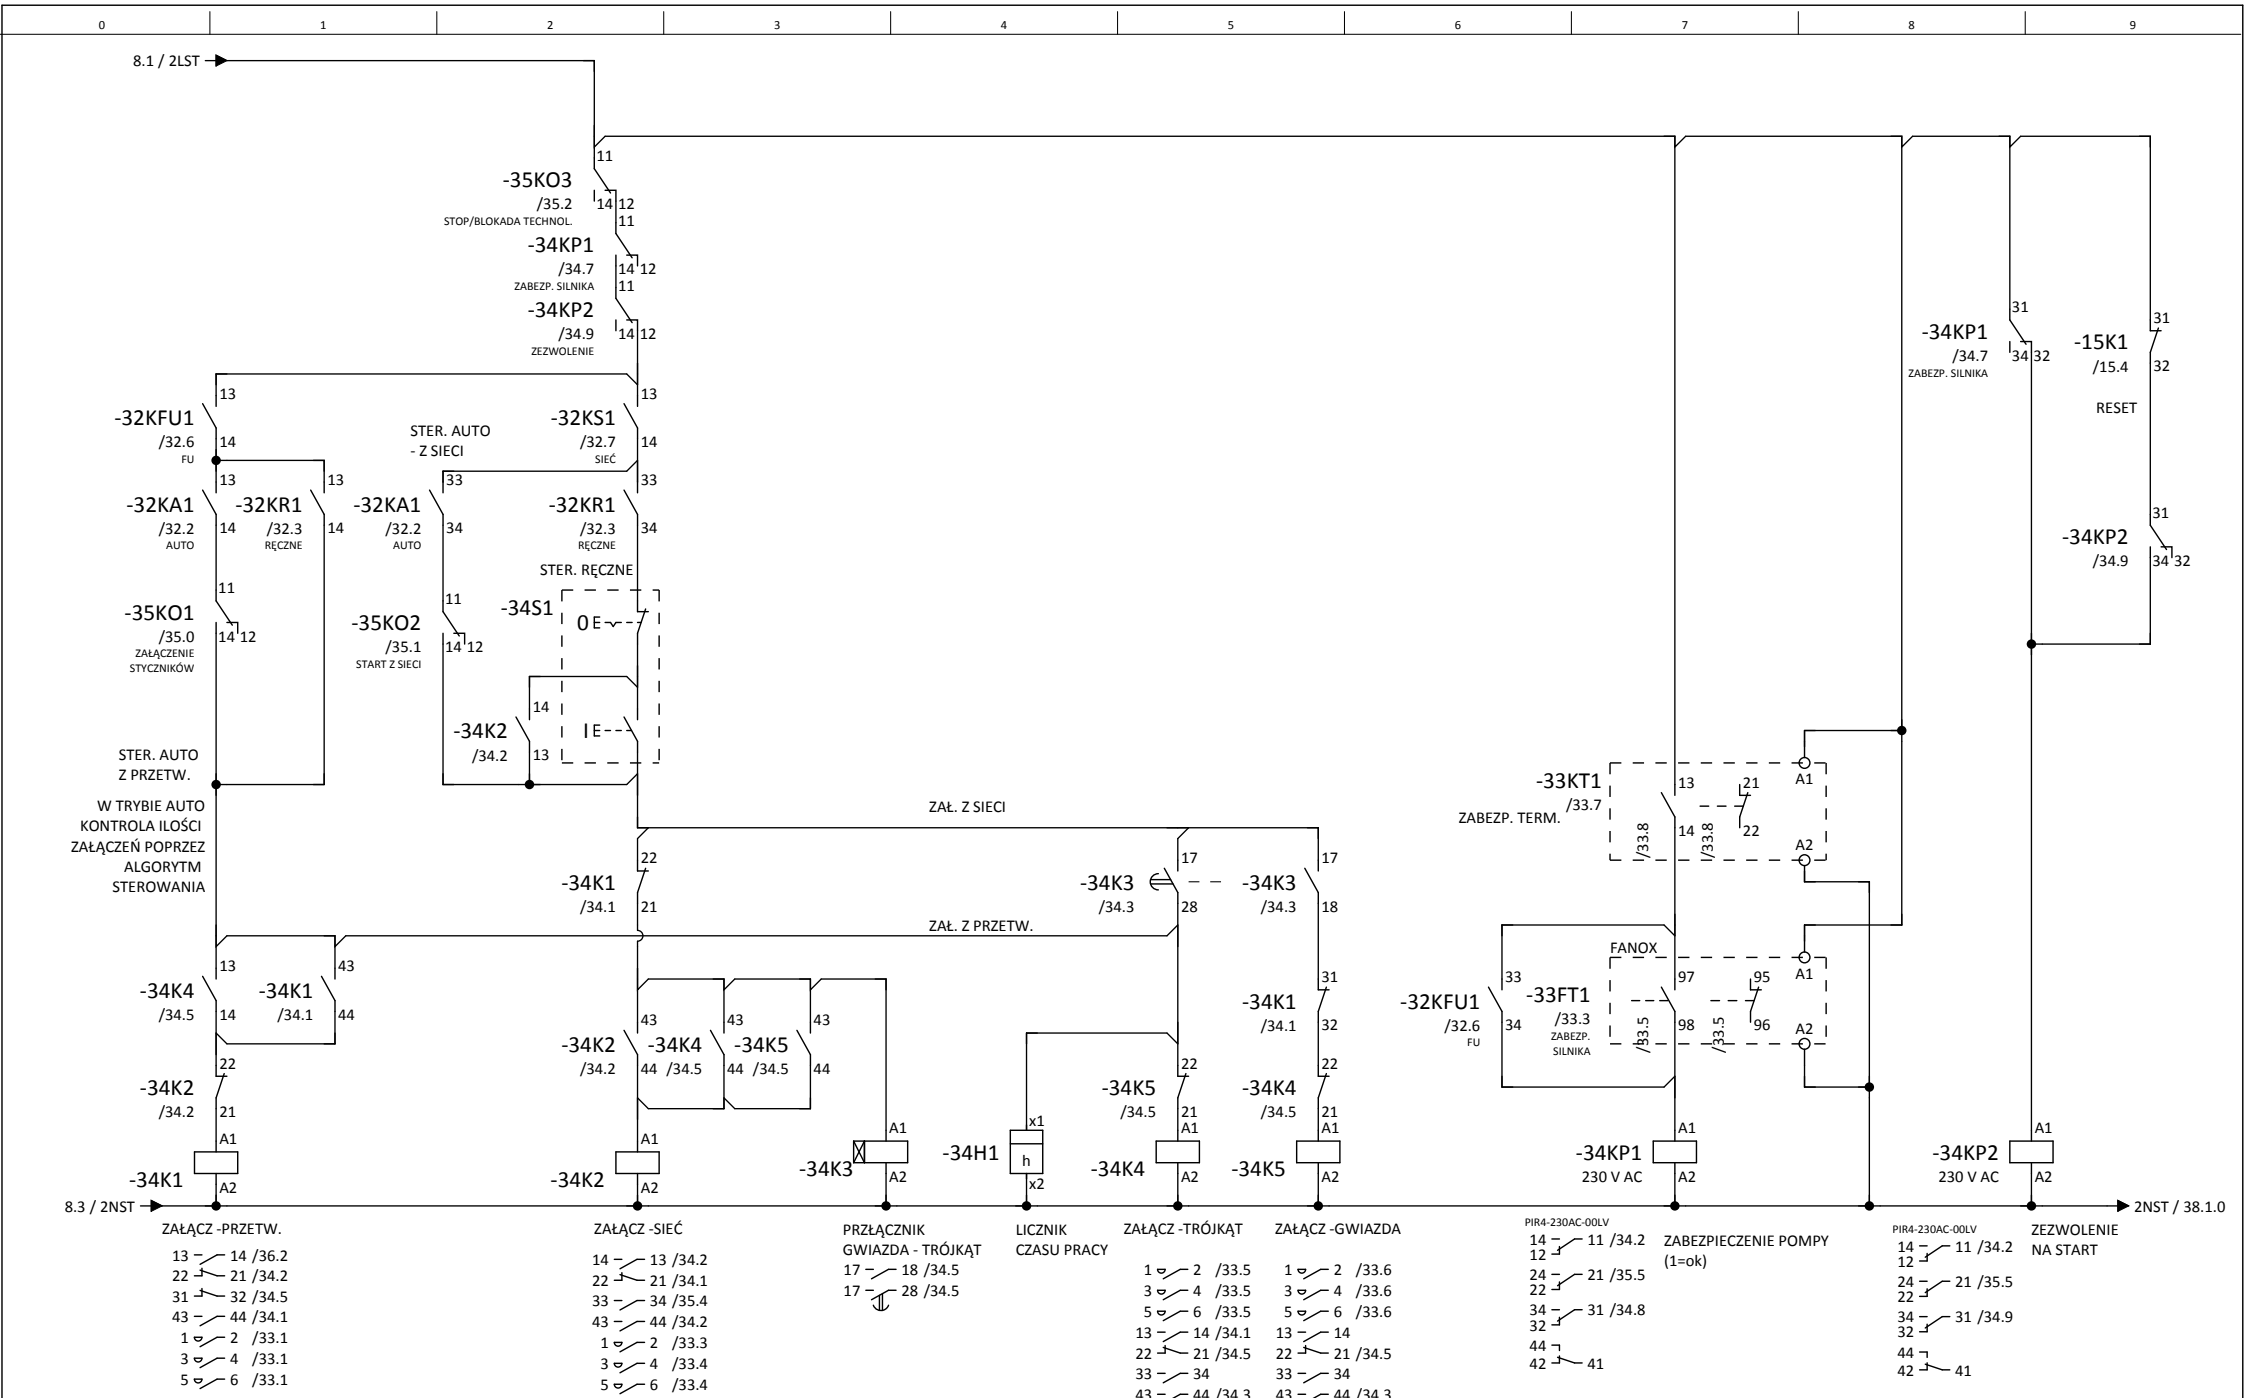 0 1 2 3 4 5 6 7 8 9
8.1 / 2LST
11
-35KO3
/35.2
14 12
STOP/BLOKADA TECHNOL.
11
-34KP1
/34.7
14 12
ZABEZP. SILNIKA
11
-34KP2
/34.9
14 12
ZEZWOLENIE
31
-34KP1
/34.7
34 32
ZABEZP. SILNIKA
31
-15K1
/15.4
32
RESET
31
-34KP2
/34.9
34 32
13
-32KFU1
/32.6
14
FU
STER. AUTO
- Z SIECI
13
-32KS1
/32.7
14
SIEĆ
13
-32KA1
/32.2
14
AUTO
13
-32KR1
/32.3
14
RĘCZNE
33
-32KA1
/32.2
34
AUTO
33
-32KR1
/32.3
34
RĘCZNE
STER. RĘCZNE
11
-35KO1
/35.0
14 12
ZAŁĄCZENIE
STYCZNIKÓW
11
-35KO2
/35.1
14 12
START Z SIECI
-34S1
0 E
14
-34K2
/34.2
13
I E
STER. AUTO
Z PRZETW.
W TRYBIE AUTO
KONTROLA ILOŚCI
ZAŁĄCZEŃ POPRZEZ
ALGORYTM
STEROWANIA
ZAŁ. Z SIECI
-33KT1
/33.7
ZABEZP. TERM.
13
14
/33.8
21
22
/33.8
A1
A2
22
-34K1
/34.1
21
17
-34K3
/34.3
28
17
-34K3
/34.3
18
ZAŁ. Z PRZETW.
13
-34K4
/34.5
14
43
-34K1
/34.1
44
31
-34K1
/34.1
32
33
-32KFU1
/32.6
34
FU
FANOX
-33FT1
/33.3
ZABEZP.
SILNIKA
97
98
/33.5
95
96
/33.5
A1
A2
43
-34K2
/34.2
44
43
-34K4
/34.5
44
43
-34K5
/34.5
44
22
-34K2
/34.2
21
22
-34K5
/34.5
21
22
-34K4
/34.5
21
A1
-34K1
A2
A1
-34K2
A2
A1
-34K3
A2
x1
-34H1
h
x2
A1
-34K4
A2
A1
-34K5
A2
A1
-34KP1
230 V AC
A2
A1
-34KP2
230 V AC
A2
8.3 / 2NST
2NST / 38.1.0
ZAŁĄCZ -PRZETW.
13 14 /36.2
22 21 /34.2
31 32 /34.5
43 44 /34.1
1 2 /33.1
3 4 /33.1
5 6 /33.1
ZAŁĄCZ -SIEĆ
14 13 /34.2
22 21 /34.1
33 34 /35.4
43 44 /34.2
1 2 /33.3
3 4 /33.4
5 6 /33.4
PRZŁĄCZNIK
GWIAZDA - TRÓJKĄT
17 18 /34.5
17 28 /34.5
LICZNIK
CZASU PRACY
ZAŁĄCZ -TRÓJKĄT
1 2 /33.5
3 4 /33.5
5 6 /33.5
13 14 /34.1
22 21 /34.5
33 34
43 44 /34.3
ZAŁĄCZ -GWIAZDA
1 2 /33.6
3 4 /33.6
5 6 /33.6
13 14
22 21 /34.5
33 34
43 44 /34.3
PIR4-230AC-00LV
14 11 /34.2
12
24 21 /35.5
22
34 31 /34.8
32
44
42 41
ZABEZPIECZENIE POMPY
(1=ok)
PIR4-230AC-00LV
14 11 /34.2
12
24 21 /35.5
22
34 31 /34.9
32
44
42 41
ZEZWOLENIE
NA START